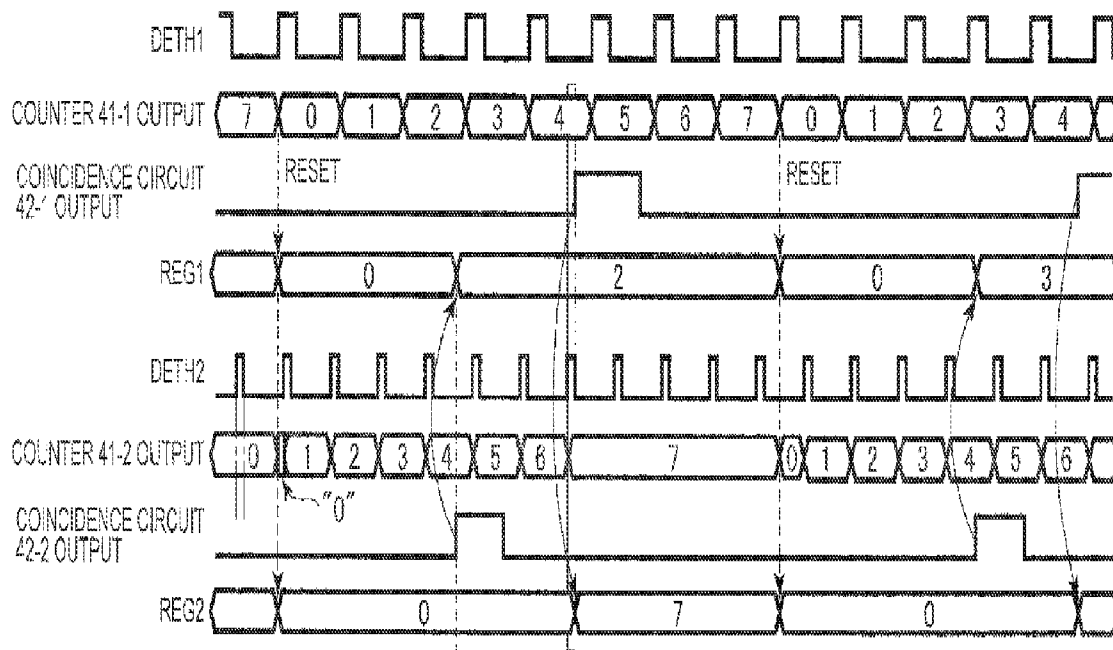 DETH1
COUNTER 41-1 OUTPUT 7 0 1 2 3 4 5 6 7 0 1 2 3 4
COINCIDENCE CIRCUIT
42-1 OUTPUT
RESET RESET
REG1 0 2 0 3
DETH2
COUNTER 41-2 OUTPUT 0 1 2 3 4 5 6 7 0 1 2 3 4 5 6
"0"
COINCIDENCE CIRCUIT
42-2 OUTPUT
REG2 0 7 0